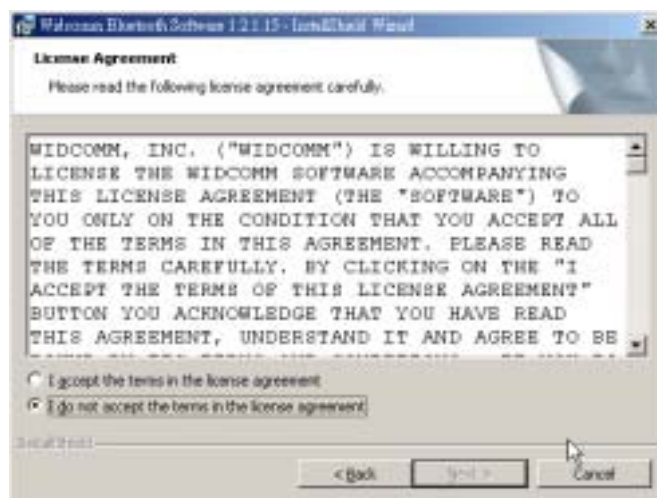 Widcomm Bluetooth Software 1.2.1.15 - InstallShield Wizard
License Agreement
Please read the following license agreement carefully.
WIDCOMM, INC. ("WIDCOMM") IS WILLING TO
LICENSE THE WIDCOMM SOFTWARE ACCOMPANYING
THIS LICENSE AGREEMENT (THE "SOFTWARE") TO
YOU ONLY ON THE CONDITION THAT YOU ACCEPT ALL
OF THE TERMS IN THIS AGREEMENT. PLEASE READ
THE TERMS CAREFULLY. BY CLICKING ON THE "I
ACCEPT THE TERMS OF THIS LICENSE AGREEMENT"
BUTTON YOU ACKNOWLEDGE THAT YOU HAVE READ
THIS AGREEMENT, UNDERSTAND IT AND AGREE TO BE
I accept the terms in the license agreement
I do not accept the terms in the license agreement
InstallShield
< Back Next > Cancel